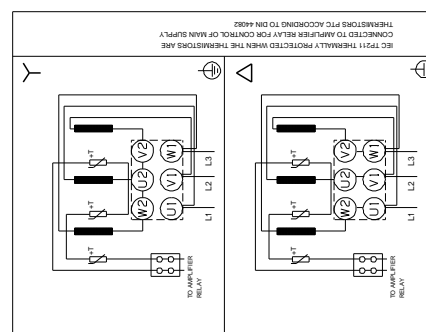 IEC TP211 THERMALLY PROTECTED WHEN THE THERMISTORS ARE
CONNECTED TO AMPLIFIER RELAY FOR CONTROL OF MAIN SUPPLY
THERMISTORS PTC ACCORDING TO DIN 44082
V2 W1
L3
+T
U2 V1
L2
+T
W2 U1
L1
+T
TO AMPLIFIER
RELAY
V2 W1
L3
+T
U2 V1
L2
+T
W2 U1
L1
+T
TO AMPLIFIER
RELAY